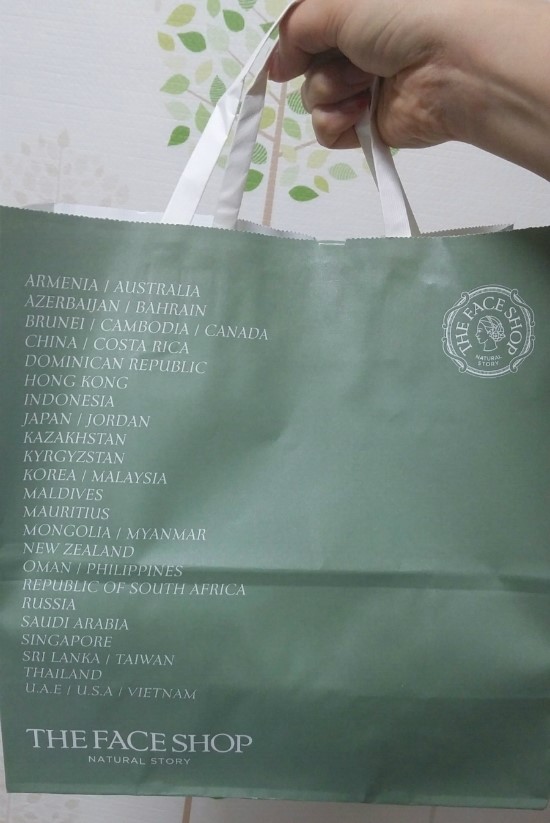 ARMENIA / AUSTRALIA
AZERBAIJAN / BAHRAIN
BRUNEI / CAMBODIA / CANADA
CHINA / COSTA RICA
DOMINICAN REPUBLIC
HONG KONG
INDONESIA
JAPAN / JORDAN
KAZAKHSTAN
KYRGYZSTAN
KOREA / MALAYSIA
MALDIVES
MAURITIUS
MONGOLIA / MYANMAR
NEW ZEALAND
OMAN / PHILIPPINES
REPUBLIC OF SOUTH AFRICA
RUSSIA
SAUDI ARABIA
SINGAPORE
SRI LANKA / TAIWAN
THAILAND
U.A.E / U.S.A / VIETNAM
THE FACE SHOP
NATURAL STORY
THE FACE SHOP
NATURAL
STORY